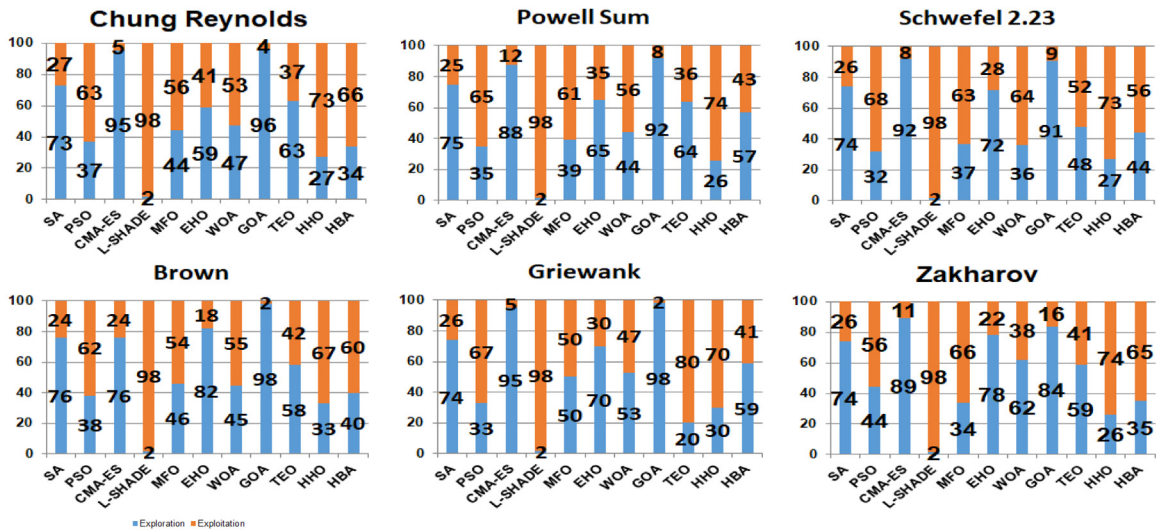 Chung Reynolds
100
80
60
40
20
0
27 63 5 98 56 41 53 4 37 73 66
73 37 95 2 44 59 47 96 63 27 34
SA PSO CMA-ES L-SHADE MFO EHO WOA GOA TEO HHO HBA
Powell Sum
100
80
60
40
20
0
25 65 12 98 61 35 56 8 36 74 43
75 35 88 2 39 65 44 92 64 26 57
SA PSO CMA-ES L-SHADE MFO EHO WOA GOA TEO HHO HBA
Schwefel 2.23
100
80
60
40
20
0
26 68 8 98 63 28 64 9 52 73 56
74 32 92 2 37 72 36 91 48 27 44
SA PSO CMA-ES L-SHADE MFO EHO WOA GOA TEO HHO HBA
Brown
100
80
60
40
20
0
24 62 24 98 54 18 55 2 42 67 60
76 38 76 2 46 82 45 98 58 33 40
SA PSO CMA-ES L-SHADE MFO EHO WOA GOA TEO HHO HBA
Griewank
100
80
60
40
20
0
26 67 5 98 50 30 47 2 80 70 41
74 33 95 2 50 70 53 98 20 30 59
SA PSO CMA-ES L-SHADE MFO EHO WOA GOA TEO HHO HBA
Zakharov
100
80
60
40
20
0
26 56 11 98 66 22 38 16 41 74 65
74 44 89 2 34 78 62 84 59 26 35
SA PSO CMA-ES L-SHADE MFO EHO WOA GOA TEO HHO HBA
Exploration Exploitation